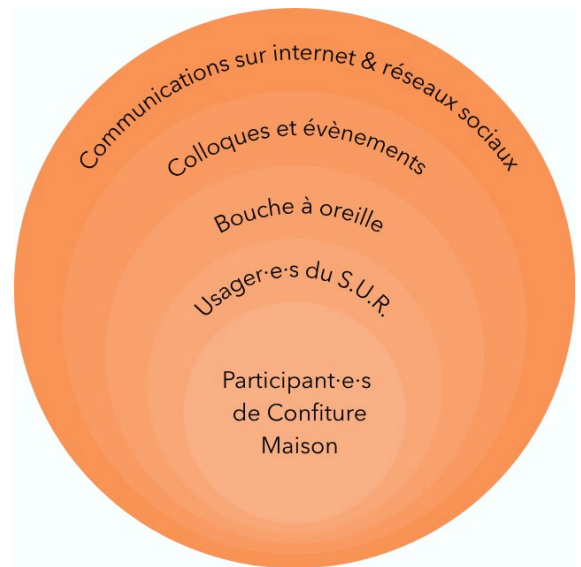 Communications sur internet & réseaux sociaux
Colloques et évènements
Bouche à oreille
Usager·e·s du S.U.R.
Participant·e·s
de Confiture
Maison